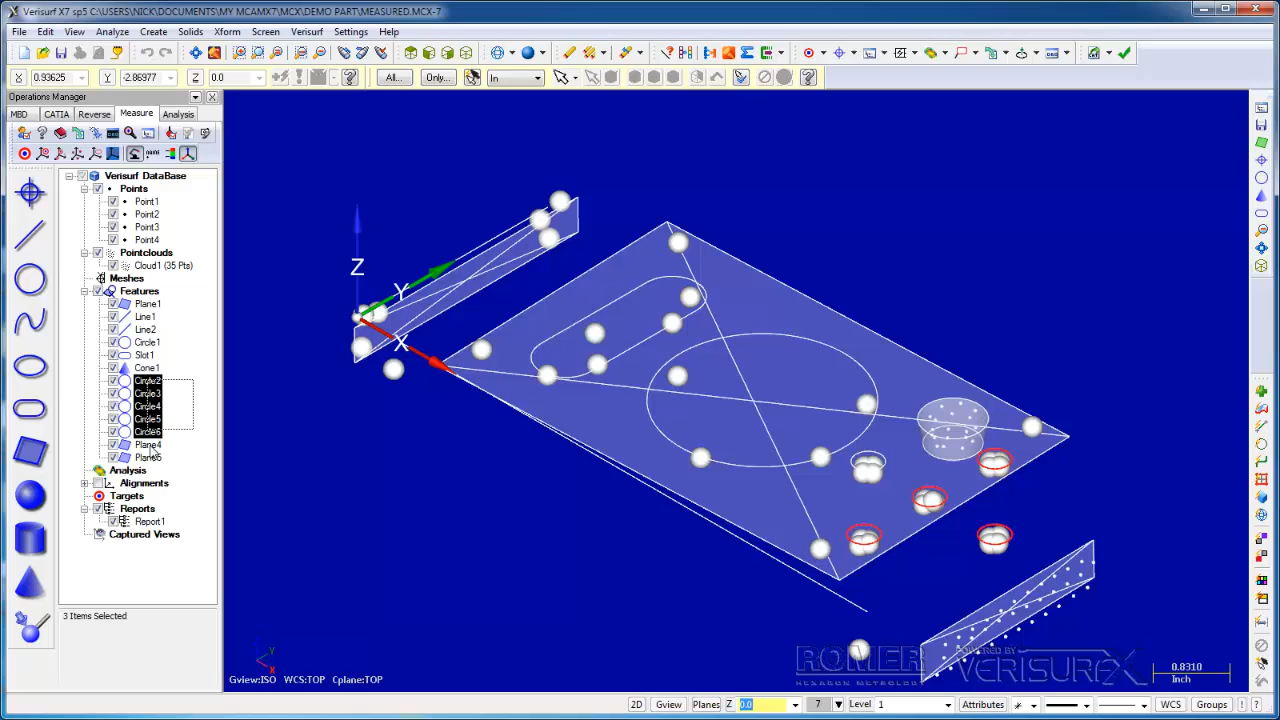 Verisurf X7 sp5 C:\USERS\NICK\DOCUMENTS\MY MCAMX7\MCX\DEMO PART\MEASURED.MCX-7
File Edit View Analyze Create Solids Xform Screen Verisurf Settings Help
X 0.93625 Y -2.86977 Z 0.0 All... Only... In
Operations Manager
MBD CATIA Reverse Measure Analysis
Verisurf DataBase
Points
Point1
Point2
Point3
Point4
Pointclouds
Cloud1 (35 Pts)
Meshes
Features
Plane1
Line1
Line2
Circle1
Slot1
Cone1
Circle2
Circle3
Circle4
Circle5
Circle6
Plane4
Plane5
Analysis
Alignments
Targets
Reports
Report1
Captured Views
3 Items Selected
Z
Y
X
Y
X
Gview:ISO WCS:TOP Cplane:TOP
ROMER
HEXAGON METROLOGY
POWERED BY
VERISURF X
0.8310
Inch
2D Gview Planes Z 0.0 7 Level 1 Attributes WCS Groups